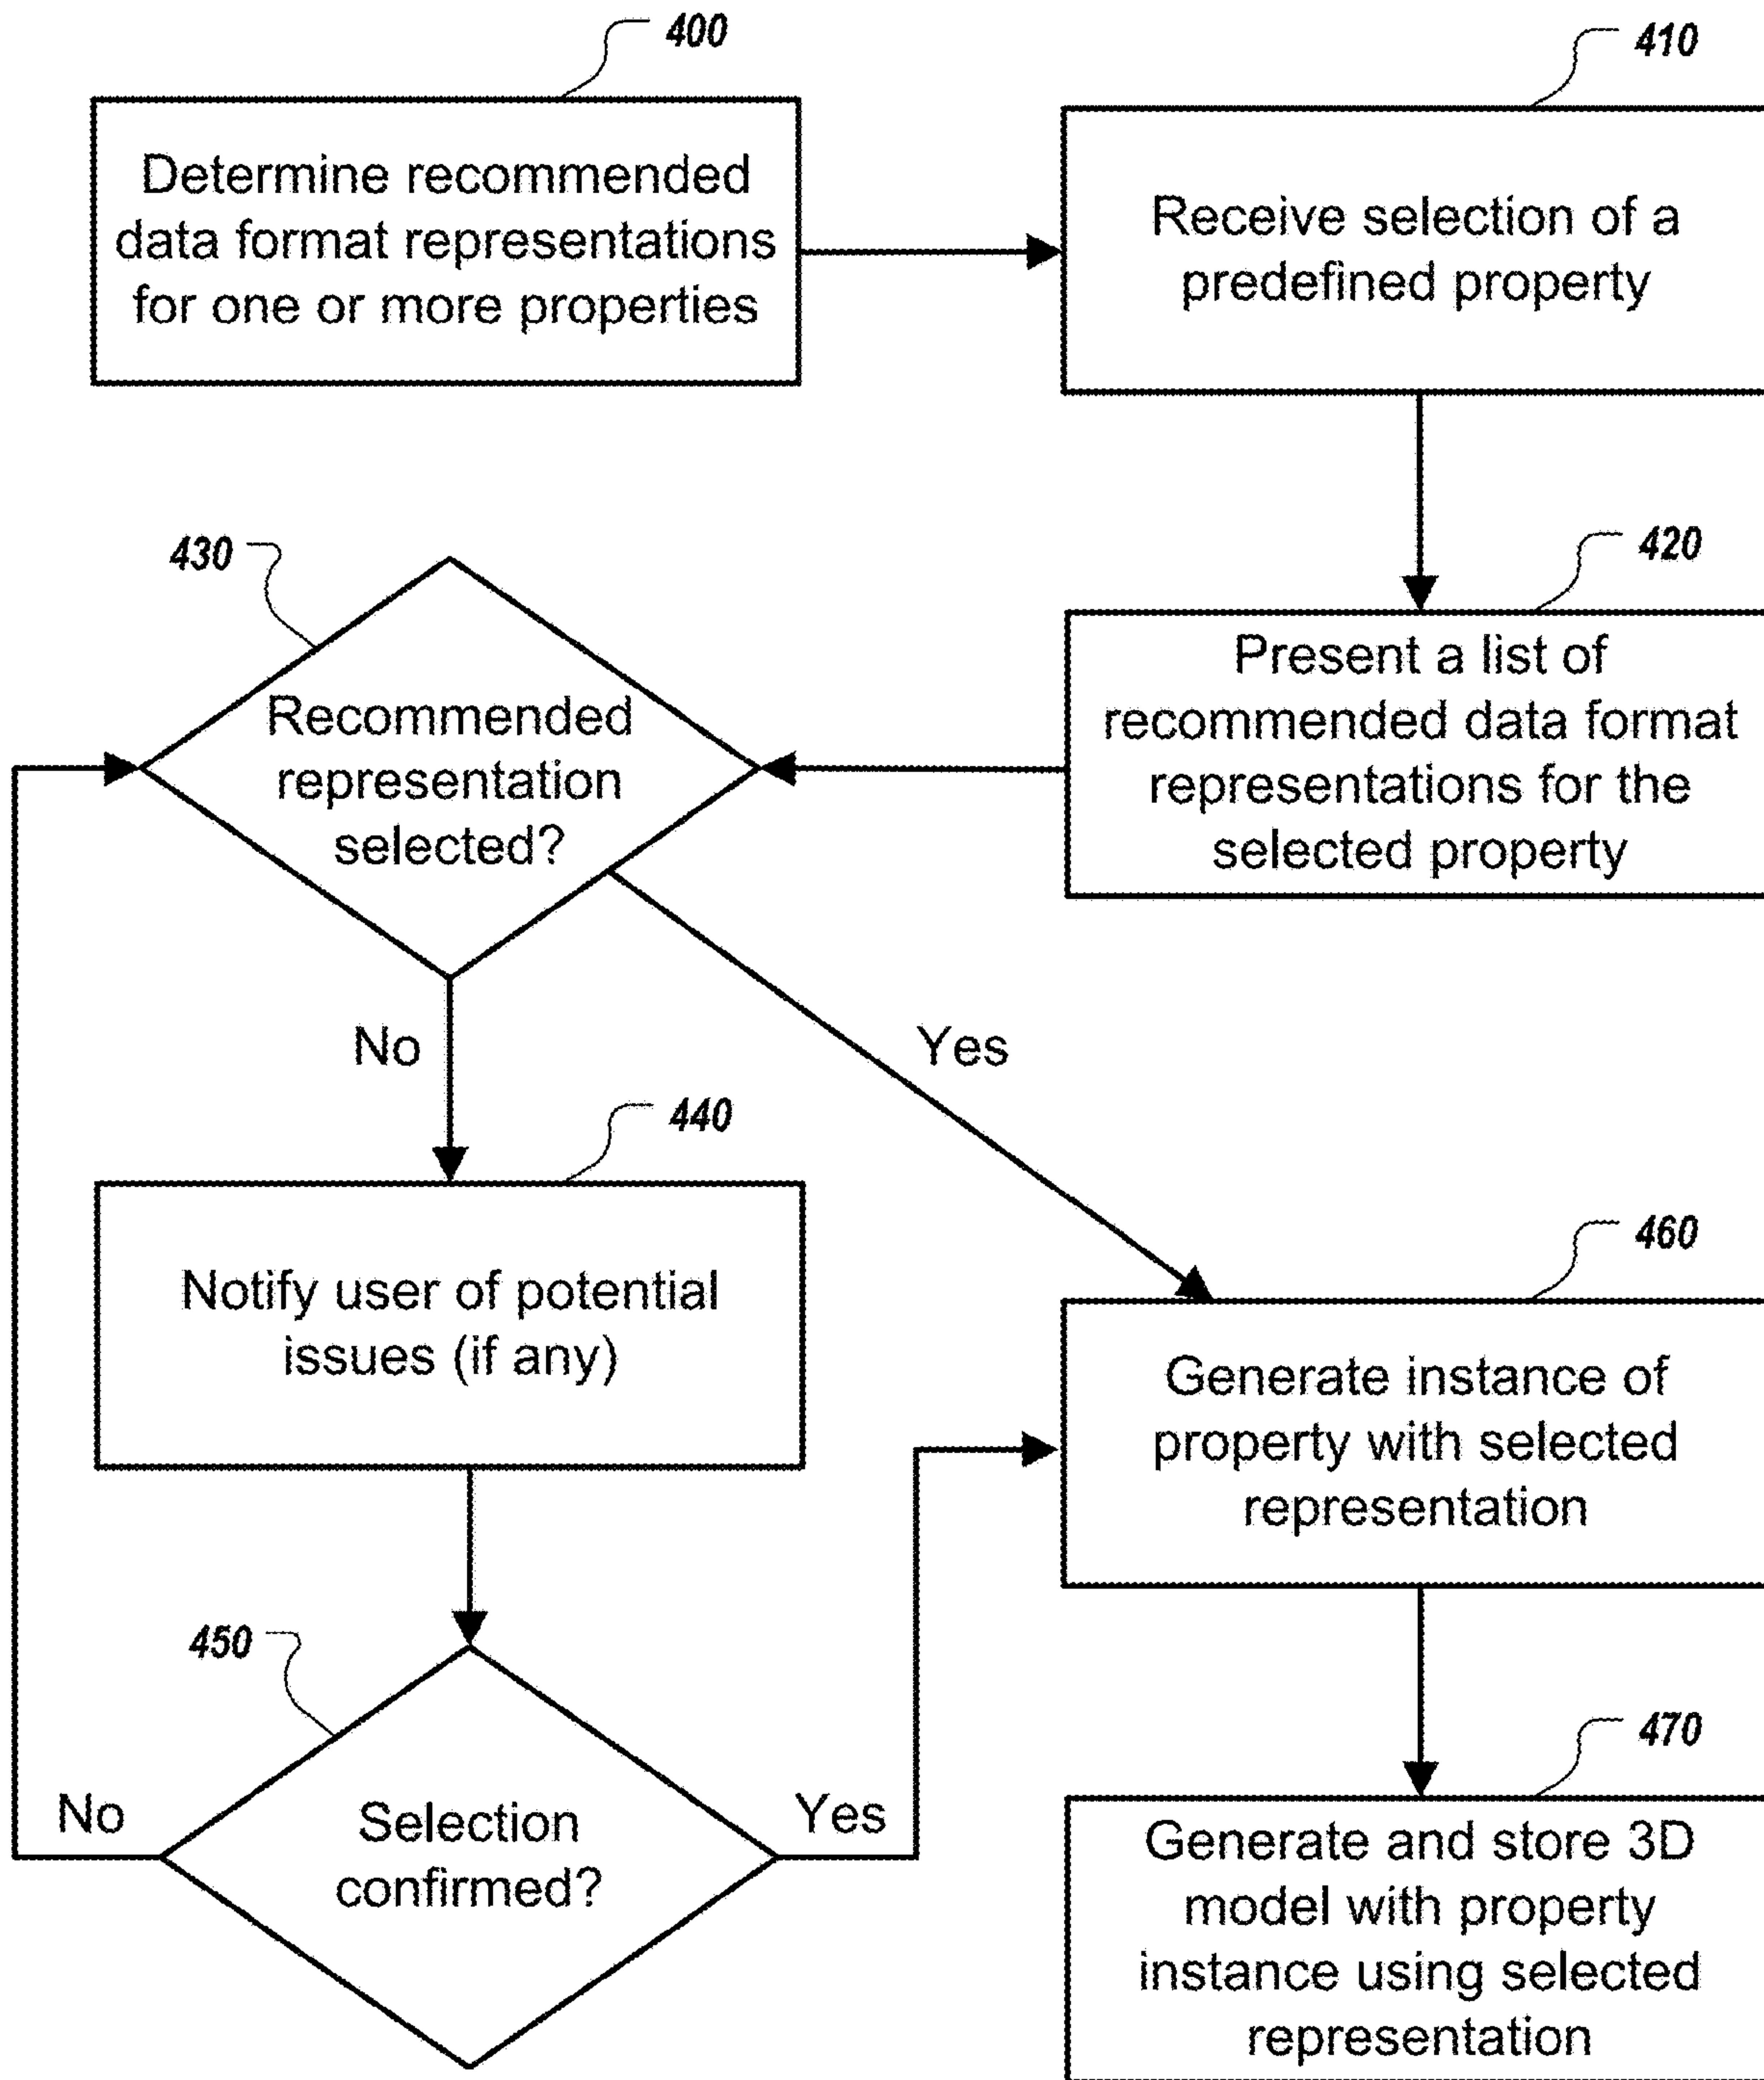 400
Determine recommended
data format representations
for one or more properties
410
Receive selection of a
predefined property
420
Present a list of
recommended data format
representations for the
selected property
430
Recommended
representation
selected?
No
Yes
440
Notify user of potential
issues (if any)
450
Selection
confirmed?
No
Yes
460
Generate instance of
property with selected
representation
470
Generate and store 3D
model with property
instance using selected
representation